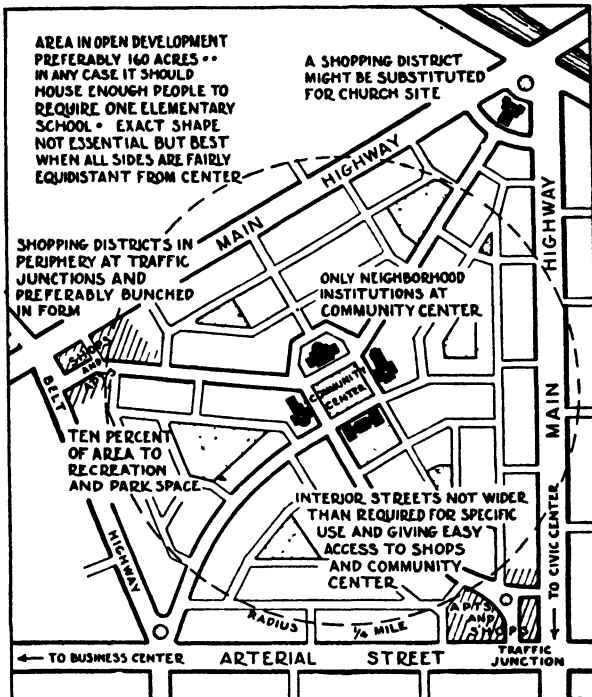 AREA IN OPEN DEVELOPMENT
PREFERABLY 160 ACRES ··
IN ANY CASE IT SHOULD
HOUSE ENOUGH PEOPLE TO
REQUIRE ONE ELEMENTARY
SCHOOL · EXACT SHAPE
NOT ESSENTIAL BUT BEST
WHEN ALL SIDES ARE FAIRLY
EQUIDISTANT FROM CENTER
A SHOPPING DISTRICT
MIGHT BE SUBSTITUTED
FOR CHURCH SITE
MAIN HIGHWAY
HIGHWAY
MAIN
SHOPPING DISTRICTS IN
PERIPHERY AT TRAFFIC
JUNCTIONS AND
PREFERABLY BUNCHED
IN FORM
ONLY NEIGHBORHOOD
INSTITUTIONS AT
COMMUNITY CENTER
SHOPS
AND
APTS
BELT
HIGHWAY
COMMUNITY
CENTER
TEN PERCENT
OF AREA TO
RECREATION
AND PARK SPACE
INTERIOR STREETS NOT WIDER
THAN REQUIRED FOR SPECIFIC
USE AND GIVING EASY
ACCESS TO SHOPS
AND COMMUNITY
CENTER
TO CIVIC CENTER
RADIUS 1/4 MILE
APTS
AND
SHOPS
TRAFFIC
JUNCTION
← TO BUSINESS CENTER
ARTERIAL STREET